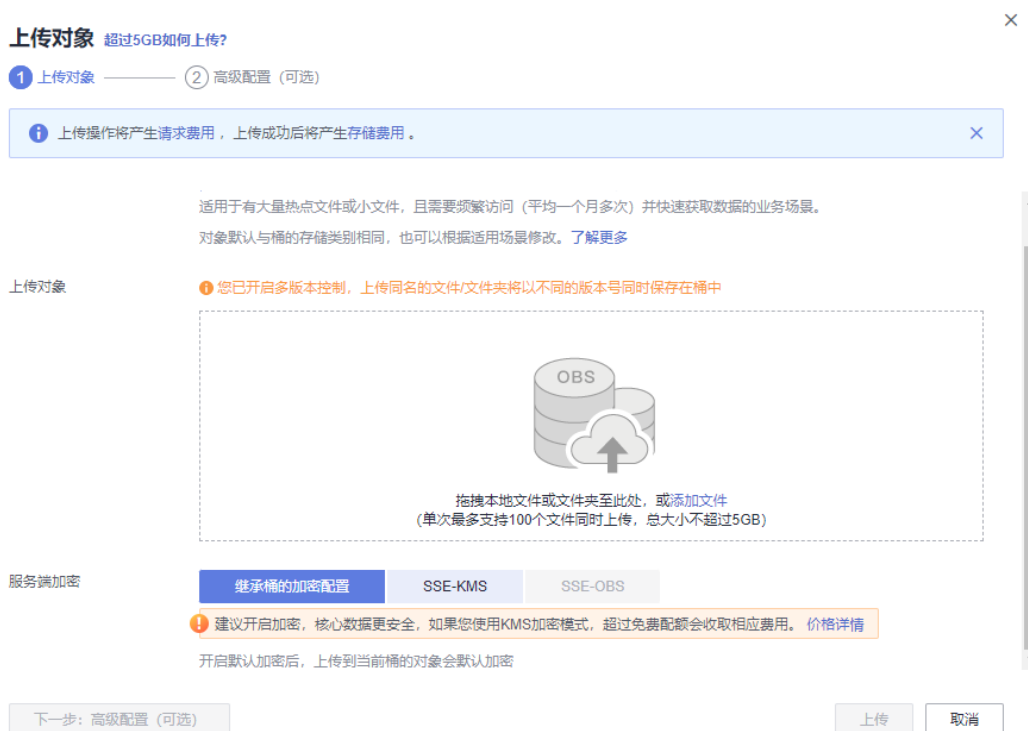 上传对象 超过5GB如何上传?
1 上传对象 2 高级配置（可选）
上传操作将产生请求费用，上传成功后将产生存储费用。
适用于有大量热点文件或小文件，且需要频繁访问（平均一个月多次）并快速获取数据的业务场景。
对象默认与桶的存储类别相同，也可以根据适用场景修改。了解更多
上传对象
您已开启多版本控制，上传同名的文件/文件夹将以不同的版本号同时保存在桶中
OBS
拖拽本地文件或文件夹至此处，或添加文件
（单次最多支持100个文件同时上传，总大小不超过5GB）
服务端加密
继承桶的加密配置 SSE-KMS SSE-OBS
建议开启加密，核心数据更安全，如果您使用KMS加密模式，超过免费配额会收取相应费用。 价格详情
开启默认加密后，上传到当前桶的对象会默认加密
下一步：高级配置（可选） 上传 取消